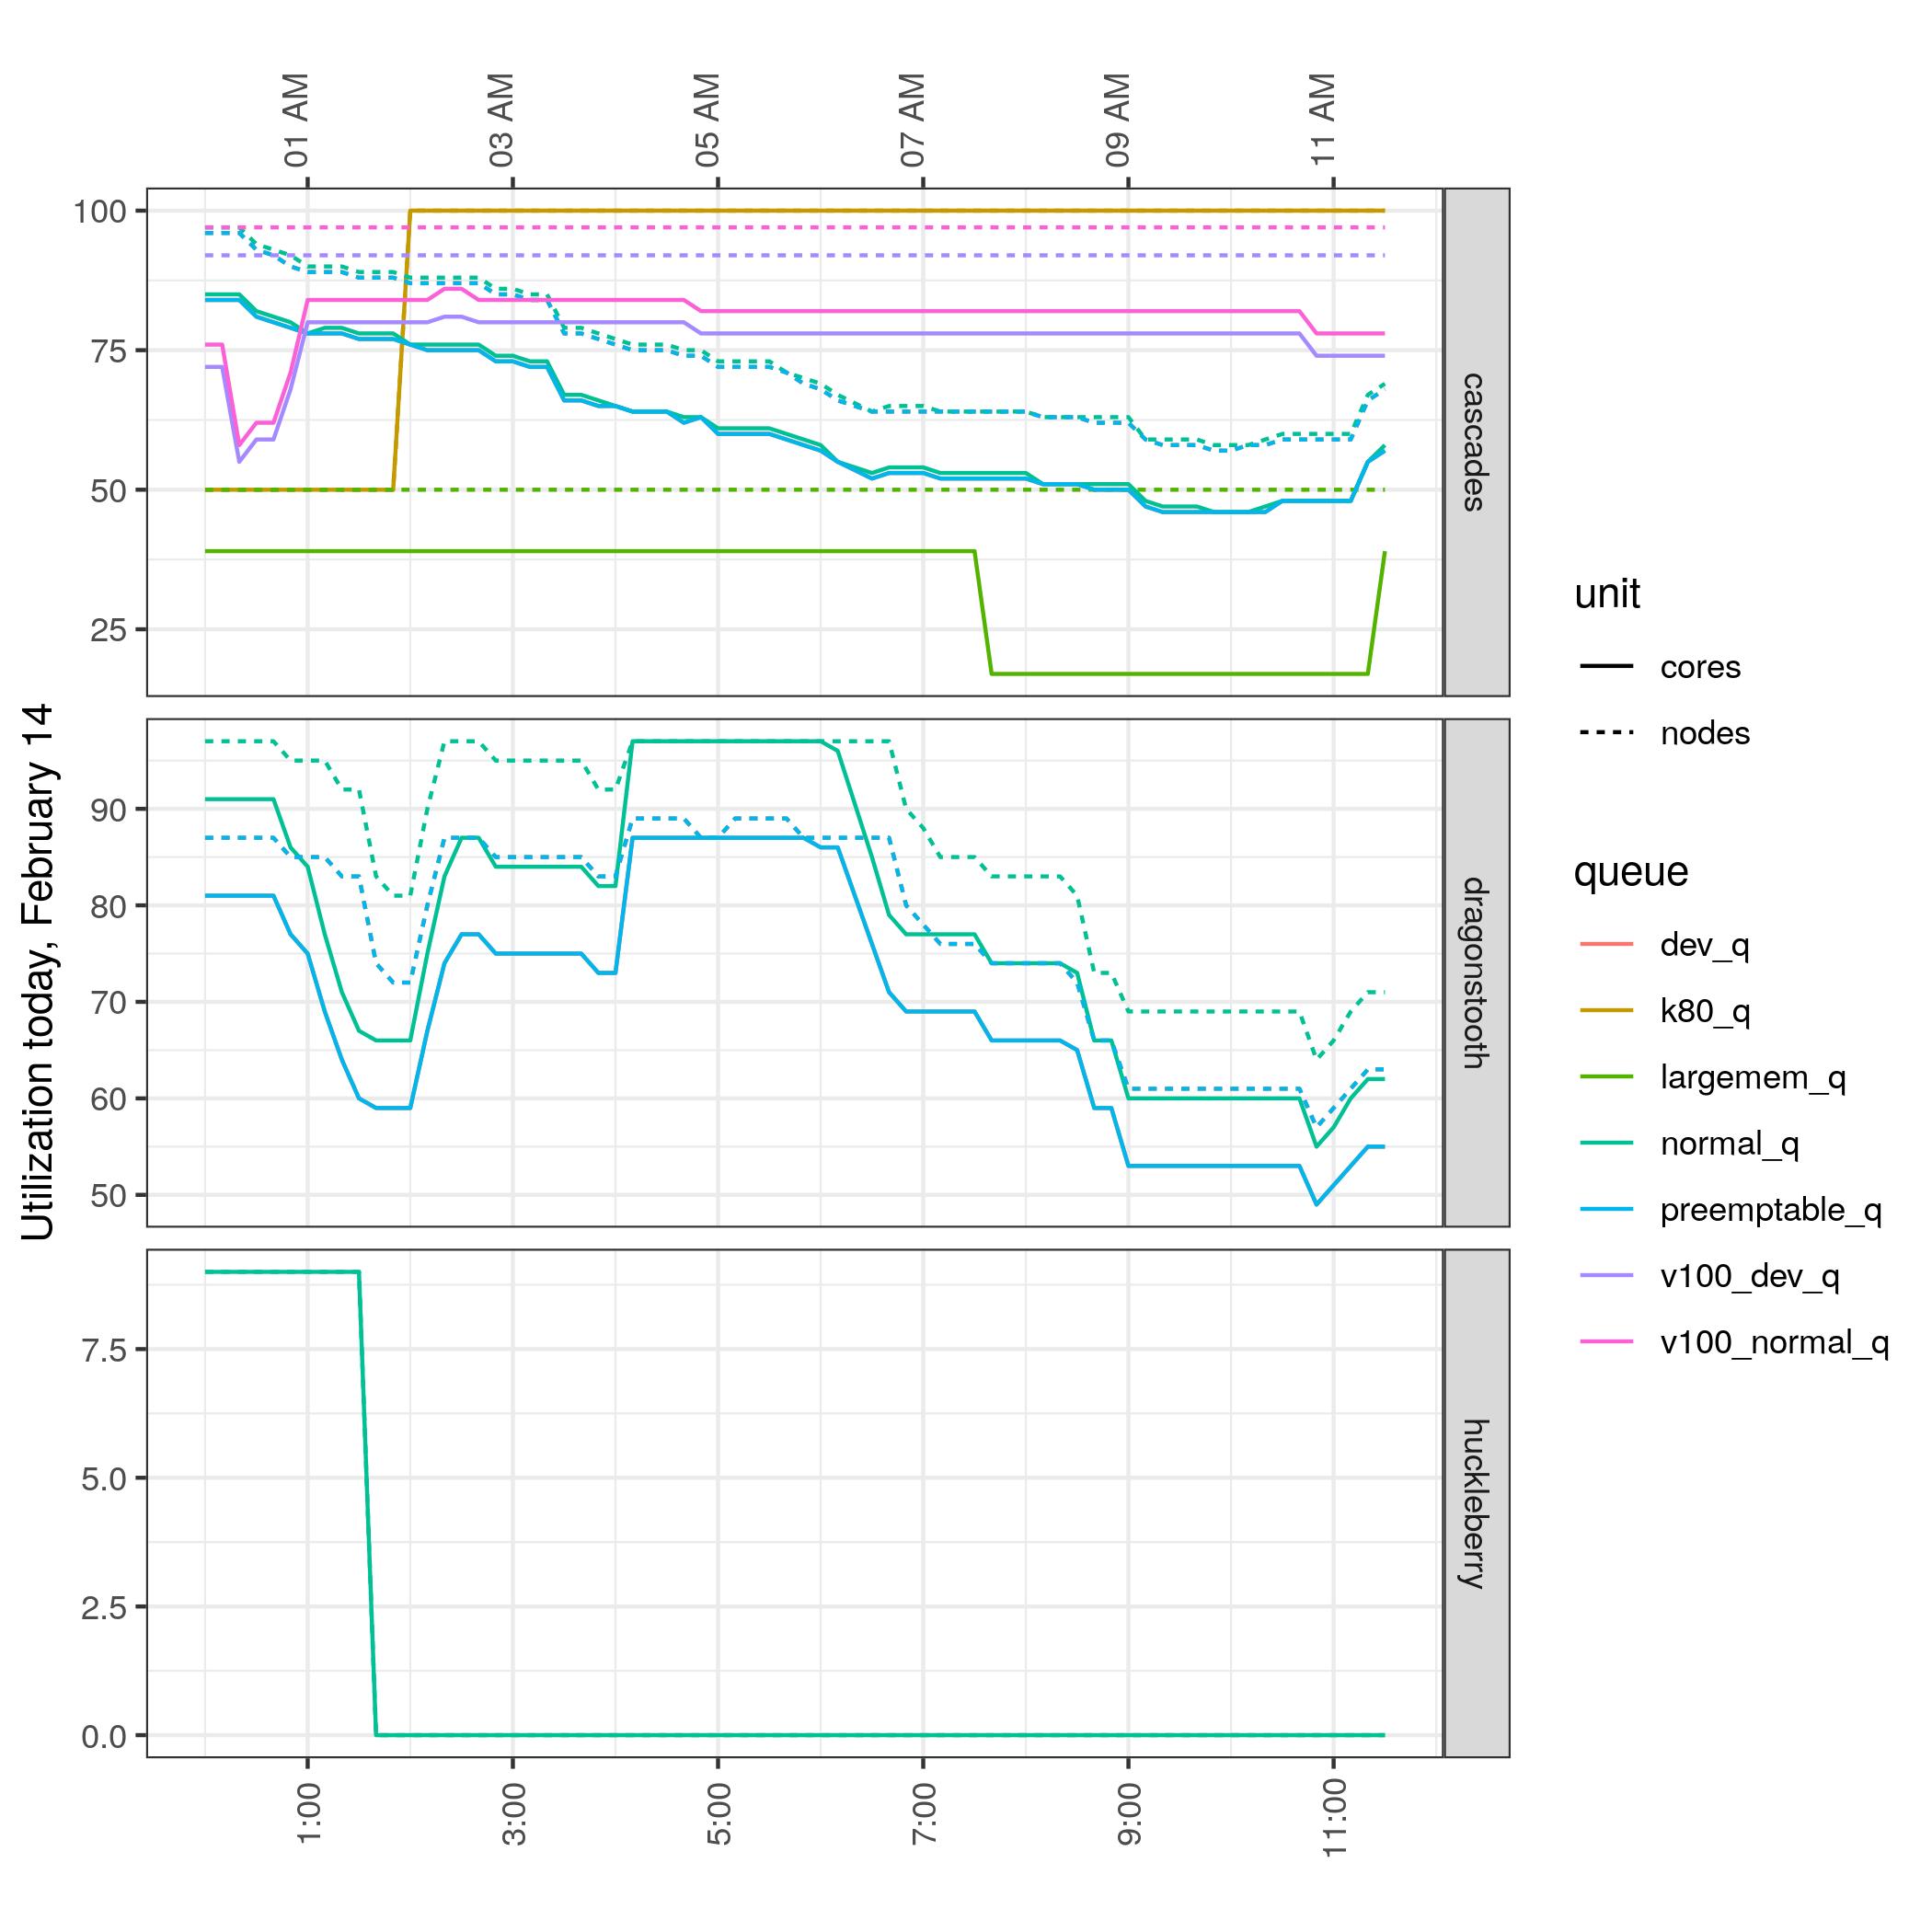 01 AM
03 AM
05 AM
07 AM
09 AM
11 AM
Utilization today, February 14
100
75
50
25
cascades
90
80
70
60
50
dragonstooth
7.5
5.0
2.5
0.0
huckleberry
1:00
3:00
5:00
7:00
9:00
11:00
unit
cores
nodes
queue
dev_q
k80_q
largemem_q
normal_q
preemptable_q
v100_dev_q
v100_normal_q